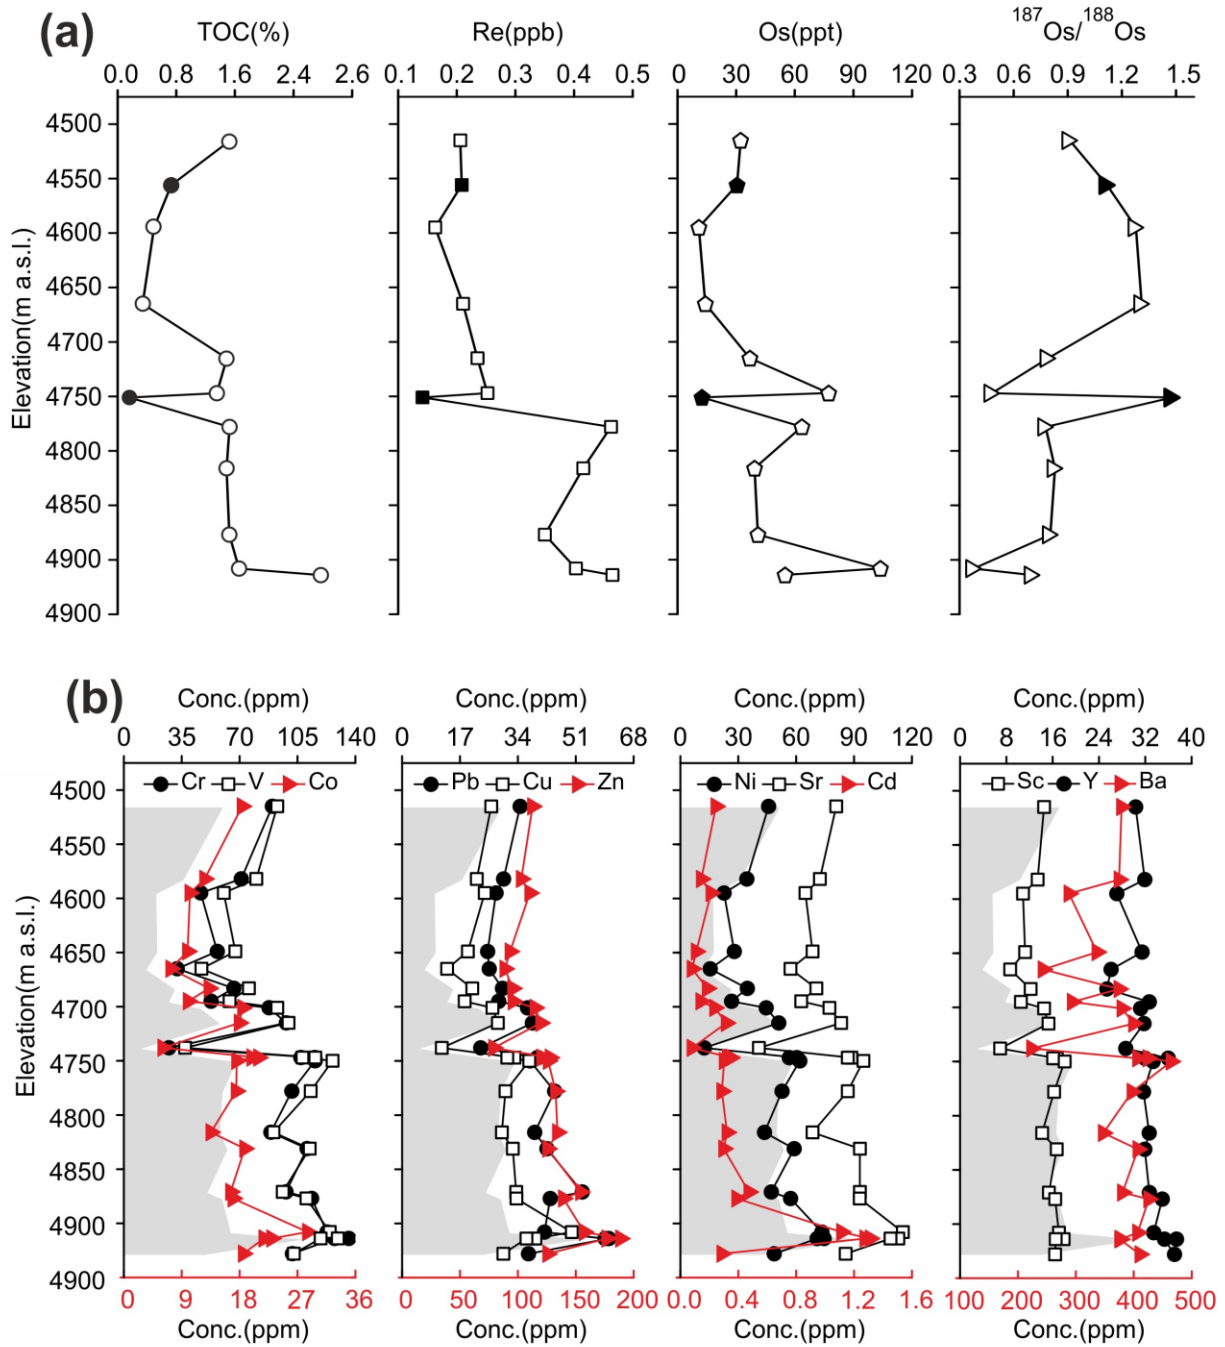 (a)
TOC(%) Re(ppb) Os(ppt) 187Os/188Os
0.0 0.8 1.6 2.4 2.6 0.1 0.2 0.3 0.4 0.5 0 30 60 90 120 0.3 0.6 0.9 1.2 1.5
Elevation(m a.s.l.)
4500
4550
4600
4650
4700
4750
4800
4850
4900
4900
(b)
Conc.(ppm) Conc.(ppm) Conc.(ppm) Conc.(ppm)
0 35 70 105 140 0 17 34 51 68 0 30 60 90 120 0 8 16 24 32 40
Cr V Co Pb Cu Zn Ni Sr Cd Sc Y Ba
Elevation(m a.s.l.)
4500
4550
4600
4650
4700
4750
4800
4850
4900
4900
0 9 18 27 36 0 50 100 150 200 0.0 0.4 0.8 1.2 1.6 100 200 300 400 500
Conc.(ppm) Conc.(ppm) Conc.(ppm) Conc.(ppm)